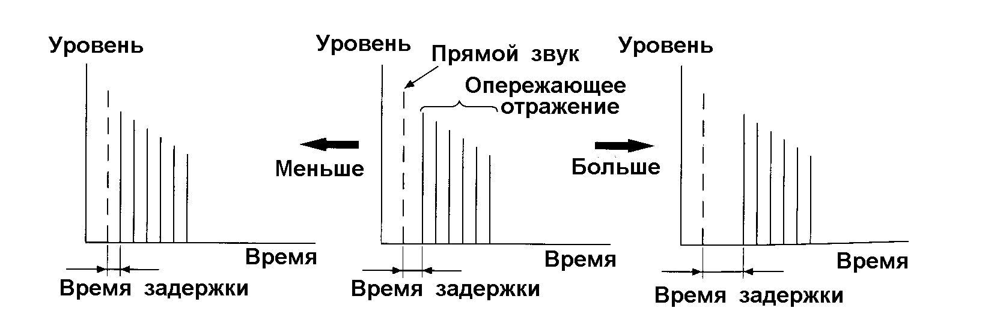 Уровень
Время
Время задержки
Меньше
Уровень
Прямой звук
Опережающее
отражение
Время
Время задержки
Больше
Уровень
Время
Время задержки